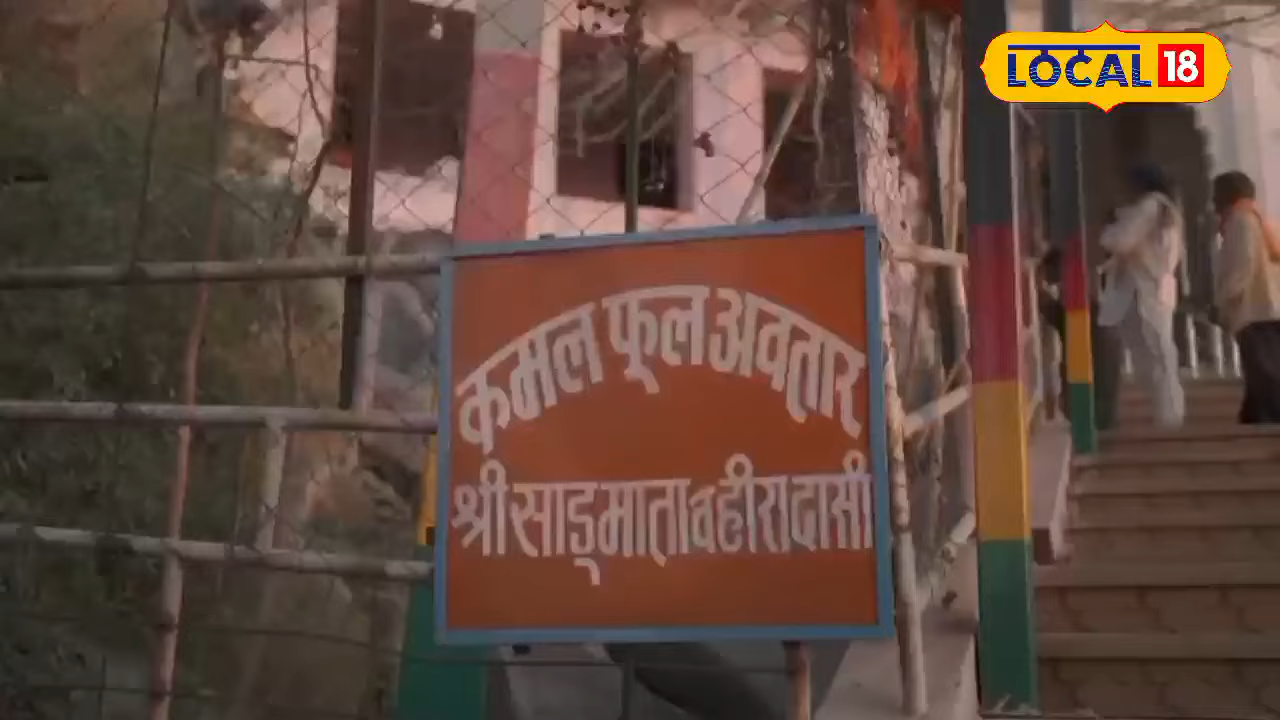 LOCAL 18
कमल फूल अवतार
श्री साड्माता व हीरादासी